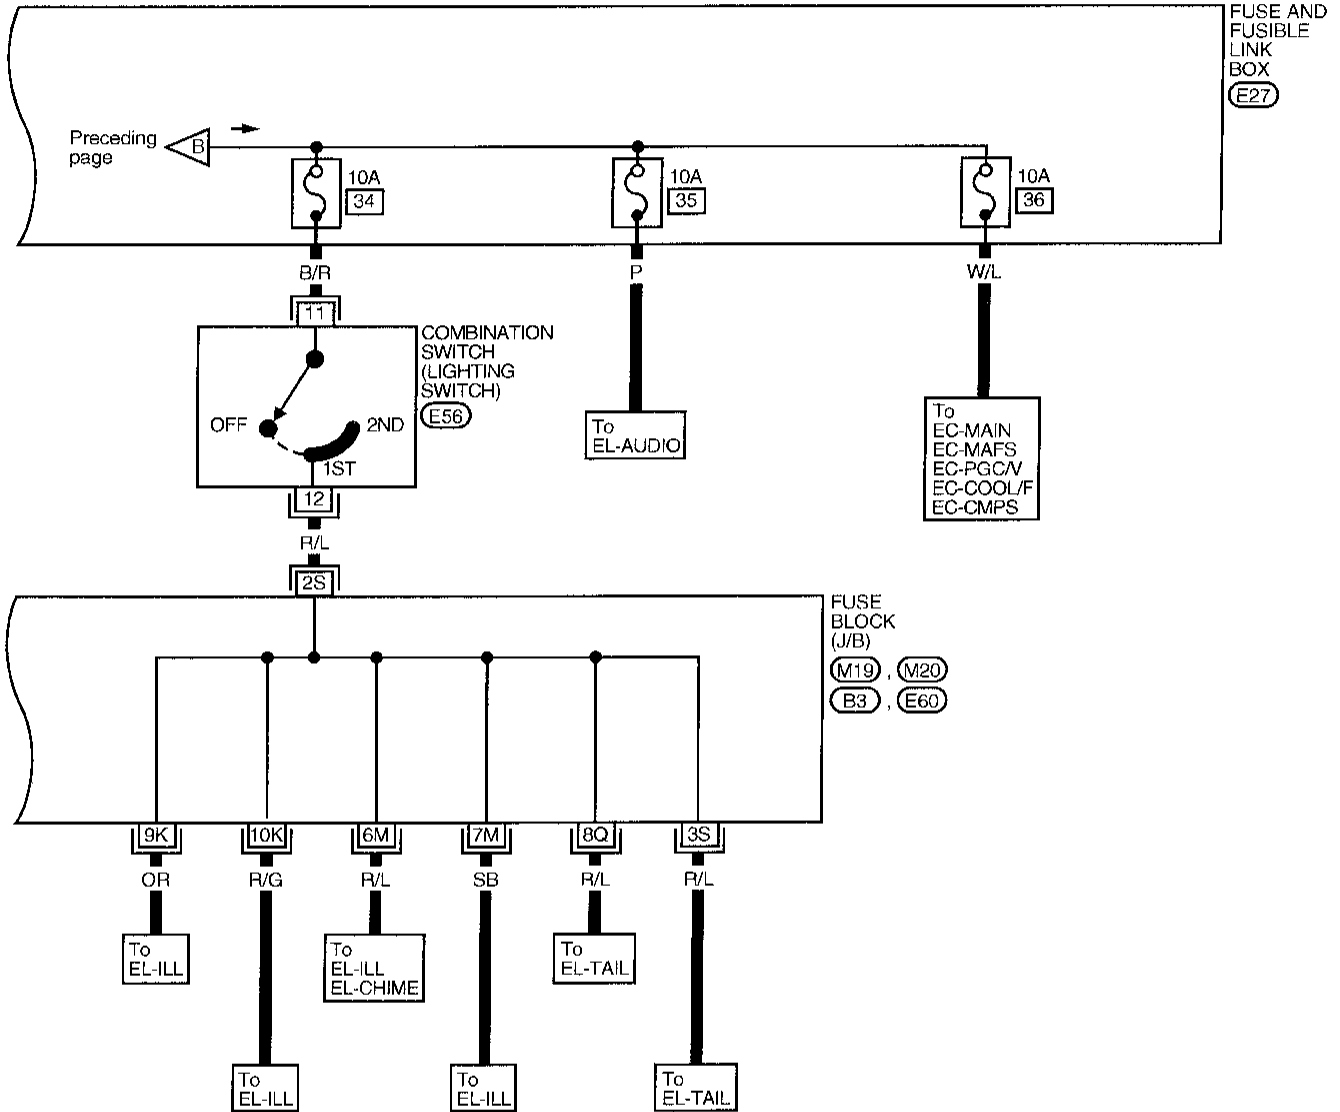 FUSE AND
FUSIBLE
LINK
BOX
E27
Preceding
page
B
10A
34
10A
35
10A
36
B/R
P
W/L
11
COMBINATION
SWITCH
(LIGHTING
SWITCH)
E56
OFF
2ND
1ST
12
To
EL-AUDIO
To
EC-MAIN
EC-MAFS
EC-PGC/V
EC-COOL/F
EC-CMPS
R/L
2S
FUSE
BLOCK
(J/B)
M19 , M20
B3 , E60
9K
10K
6M
7M
8Q
3S
OR
R/G
R/L
SB
R/L
R/L
To
EL-ILL
To
EL-ILL
EL-CHIME
To
EL-TAIL
To
EL-ILL
To
EL-ILL
To
EL-TAIL